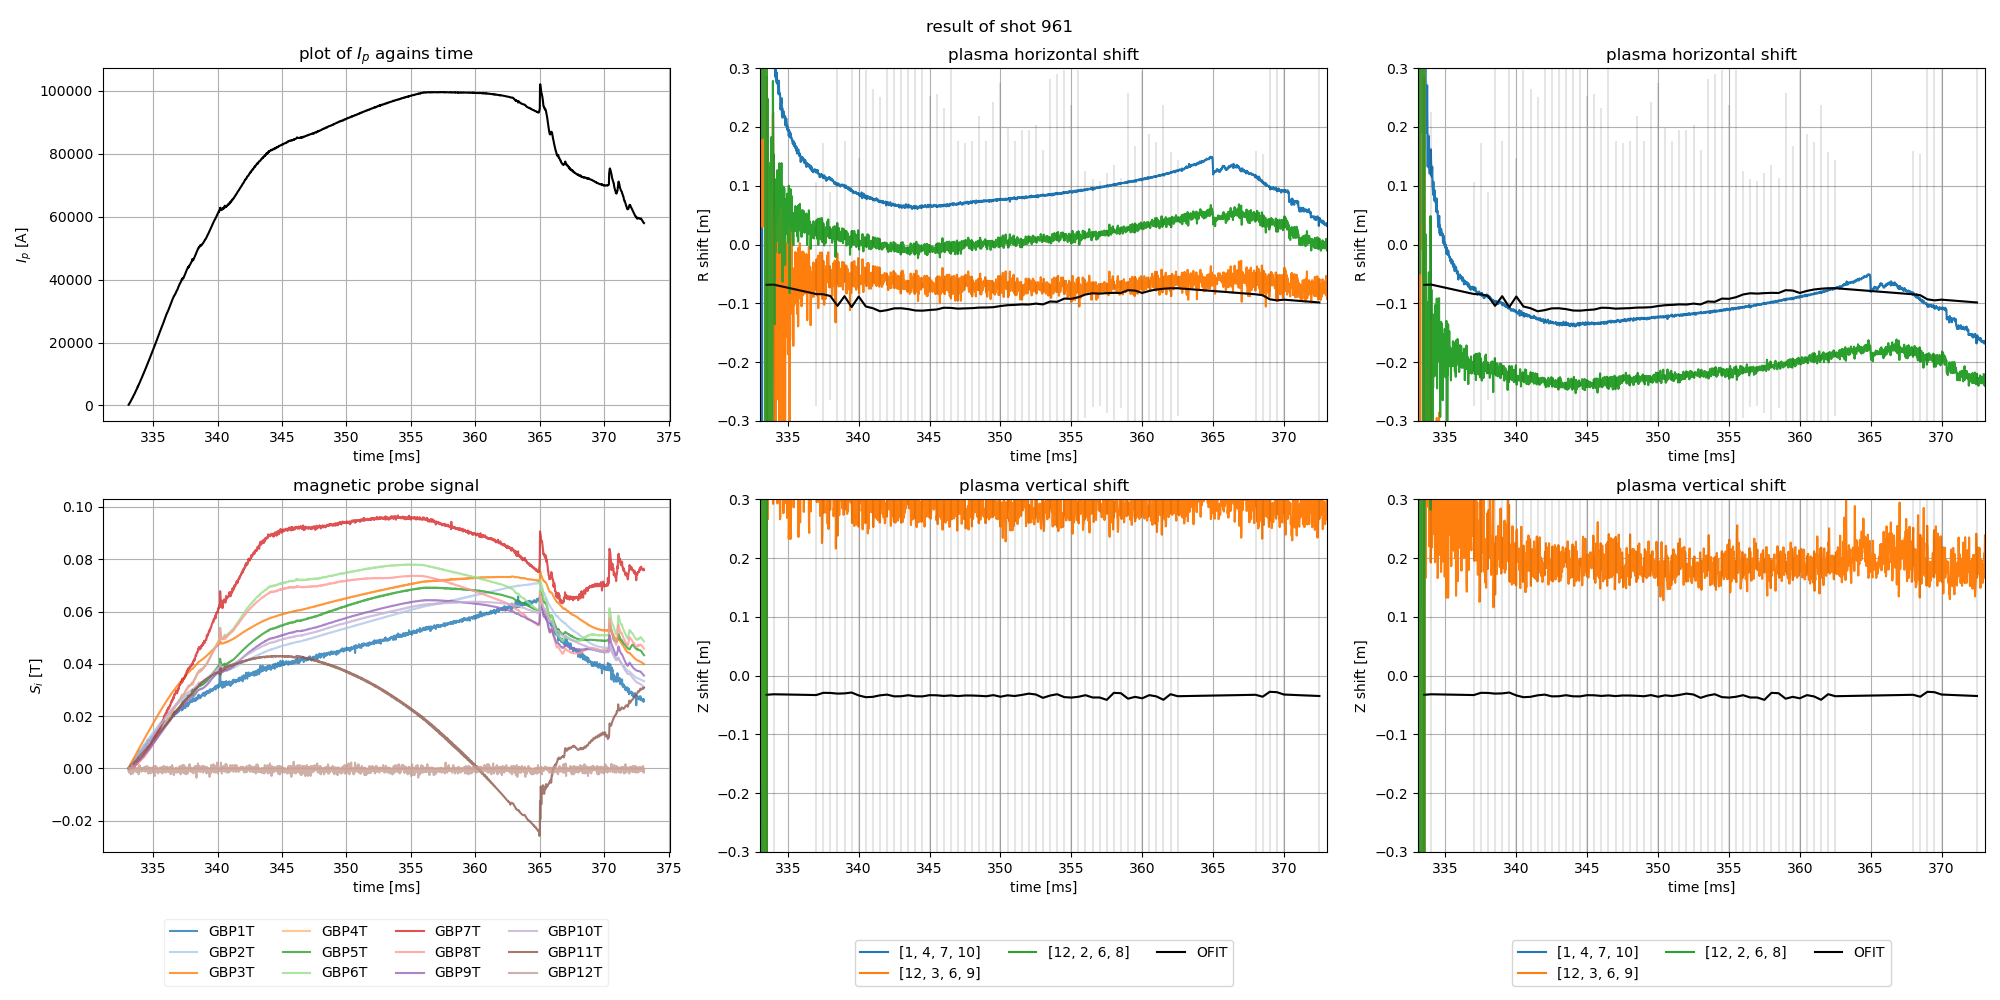 result of shot 961
plot of Ip agains time
plasma horizontal shift
plasma horizontal shift
100000
80000
60000
40000
20000
0
Ip [A]
335 340 345 350 355 360 365 370 375
time [ms]
0.3
0.2
0.1
0.0
−0.1
−0.2
−0.3
R shift [m]
335 340 345 350 355 360 365 370
time [ms]
0.3
0.2
0.1
0.0
−0.1
−0.2
−0.3
R shift [m]
335 340 345 350 355 360 365 370
time [ms]
magnetic probe signal
plasma vertical shift
plasma vertical shift
0.10
0.08
0.06
0.04
0.02
0.00
−0.02
Si [T]
335 340 345 350 355 360 365 370 375
time [ms]
0.3
0.2
0.1
0.0
−0.1
−0.2
−0.3
Z shift [m]
335 340 345 350 355 360 365 370
time [ms]
0.3
0.2
0.1
0.0
−0.1
−0.2
−0.3
Z shift [m]
335 340 345 350 355 360 365 370
time [ms]
GBP1T GBP4T GBP7T GBP10T
GBP2T GBP5T GBP8T GBP11T
GBP3T GBP6T GBP9T GBP12T
[1, 4, 7, 10] [12, 2, 6, 8] OFIT
[12, 3, 6, 9]
[1, 4, 7, 10] [12, 2, 6, 8] OFIT
[12, 3, 6, 9]